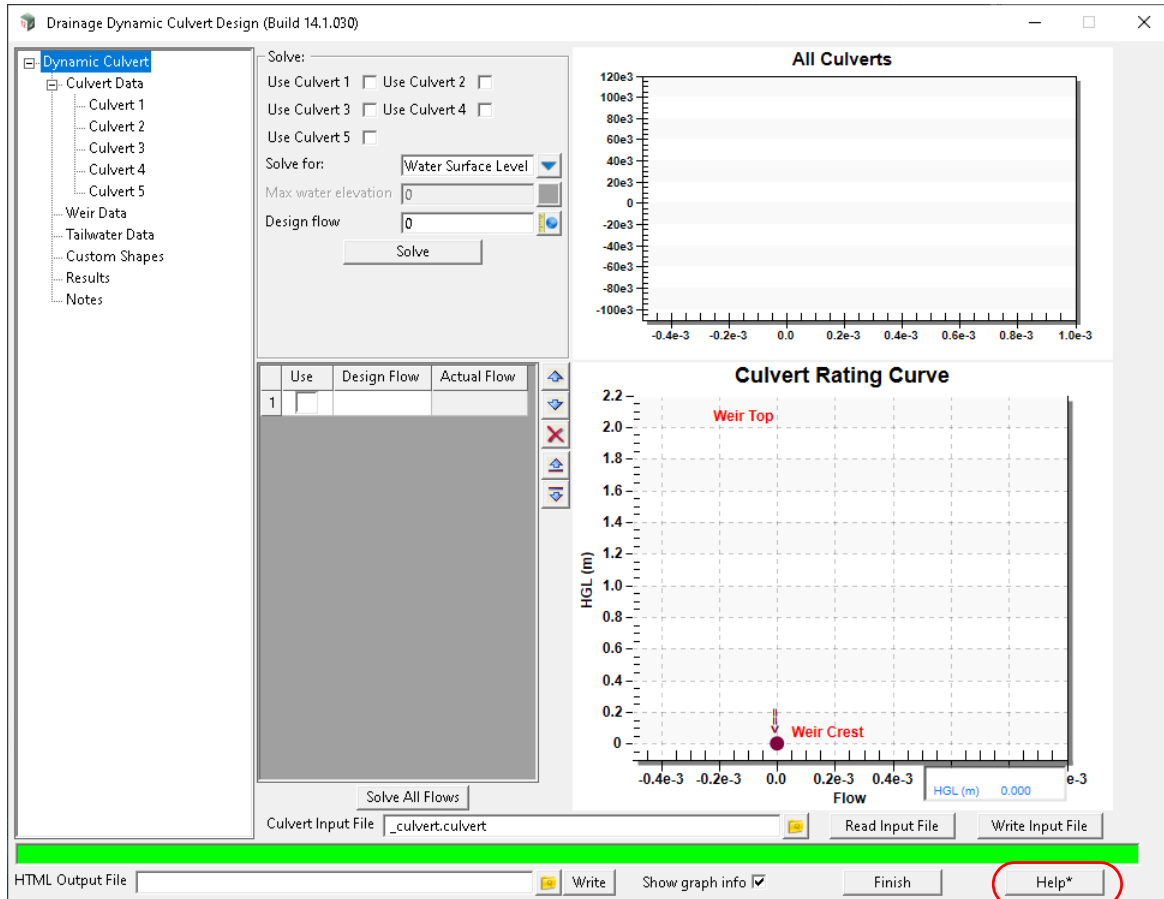 Drainage Dynamic Culvert Design (Build 14.1.030)
Dynamic Culvert
Culvert Data
Culvert 1
Culvert 2
Culvert 3
Culvert 4
Culvert 5
Weir Data
Tailwater Data
Custom Shapes
Results
Notes
Solve:
Use Culvert 1 Use Culvert 2
Use Culvert 3 Use Culvert 4
Use Culvert 5
Solve for: Water Surface Level
Max water elevation 0
Design flow 0
Solve
Use Design Flow Actual Flow
1
Solve All Flows
All Culverts
120e3
100e3
80e3
60e3
40e3
20e3
0
-20e3
-40e3
-60e3
-80e3
-100e3
-0.4e-3 -0.2e-3 0.0 0.2e-3 0.4e-3 0.6e-3 0.8e-3 1.0e-3
Culvert Rating Curve
2.2
Weir Top
2.0
1.8
1.6
1.4
1.2
HGL (m)
1.0
0.8
0.6
0.4
0.2
Weir Crest
0
-0.4e-3 -0.2e-3 0.0 0.2e-3 0.4e-3 e-3
HGL (m) 0.000
Flow
Culvert Input File _culvert.culvert Read Input File Write Input File
HTML Output File Write Show graph info Finish Help*